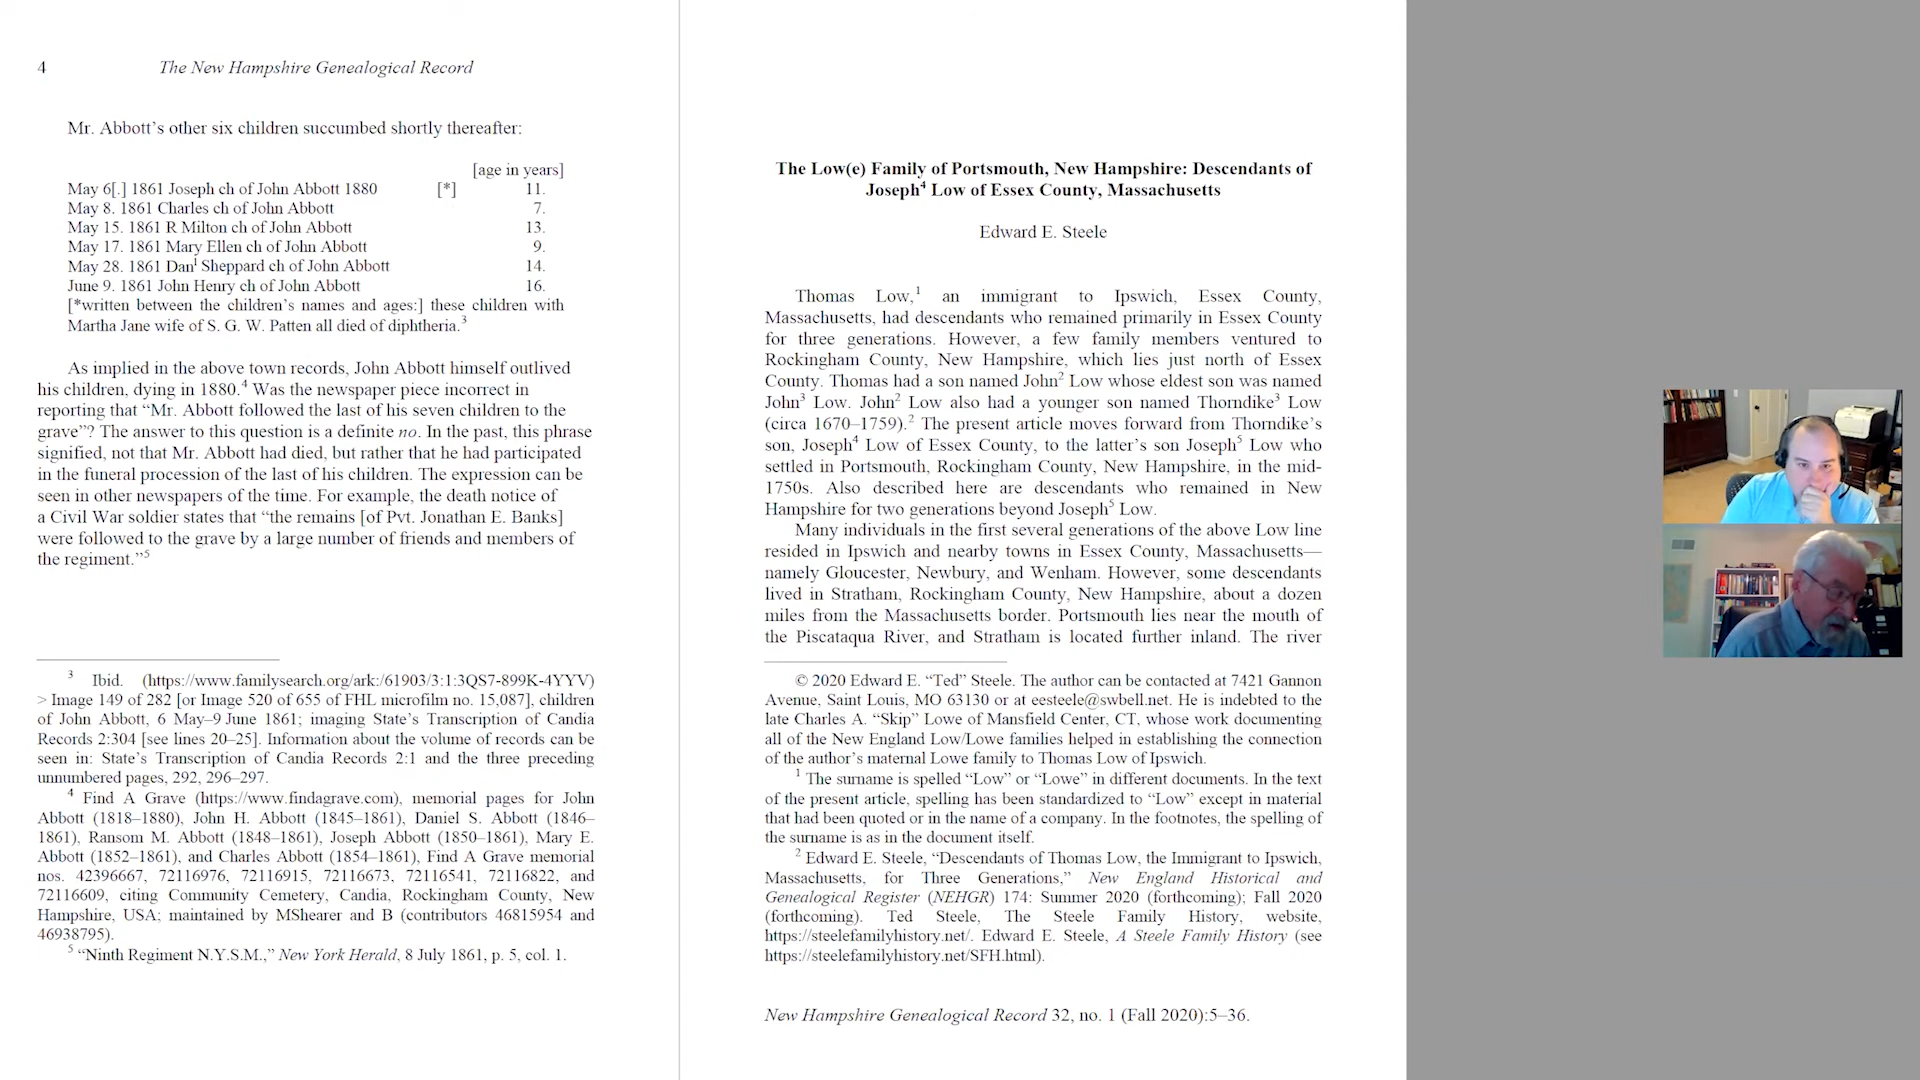 4 The New Hampshire Genealogical Record
Mr. Abbott’s other six children succumbed shortly thereafter:
[age in years]
May 6[.] 1861 Joseph ch of John Abbott 1880 [*] 11.
May 8. 1861 Charles ch of John Abbott 7.
May 15. 1861 R Milton ch of John Abbott 13.
May 17. 1861 Mary Ellen ch of John Abbott 9.
May 28. 1861 Danˡ Sheppard ch of John Abbott 14.
June 9. 1861 John Henry ch of John Abbott 16.
[*written between the children’s names and ages:] these children with
Martha Jane wife of S. G. W. Patten all died of diphtheria.³
As implied in the above town records, John Abbott himself outlived
his children, dying in 1880.⁴ Was the newspaper piece incorrect in
reporting that “Mr. Abbott followed the last of his seven children to the
grave”? The answer to this question is a definite no. In the past, this phrase
signified, not that Mr. Abbott had died, but rather that he had participated
in the funeral procession of the last of his children. The expression can be
seen in other newspapers of the time. For example, the death notice of
a Civil War soldier states that “the remains [of Pvt. Jonathan E. Banks]
were followed to the grave by a large number of friends and members of
the regiment.”⁵
³ Ibid. (https://www.familysearch.org/ark:/61903/3:1:3QS7-899K-4YYV)
> Image 149 of 282 [or Image 520 of 655 of FHL microfilm no. 15,087], children
of John Abbott, 6 May–9 June 1861; imaging State’s Transcription of Candia
Records 2:304 [see lines 20–25]. Information about the volume of records can be
seen in: State’s Transcription of Candia Records 2:1 and the three preceding
unnumbered pages, 292, 296–297.
⁴ Find A Grave (https://www.findagrave.com), memorial pages for John
Abbott (1818–1880), John H. Abbott (1845–1861), Daniel S. Abbott (1846–
1861), Ransom M. Abbott (1848–1861), Joseph Abbott (1850–1861), Mary E.
Abbott (1852–1861), and Charles Abbott (1854–1861), Find A Grave memorial
nos. 42396667, 72116976, 72116915, 72116673, 72116541, 72116822, and
72116609, citing Community Cemetery, Candia, Rockingham County, New
Hampshire, USA; maintained by MShearer and B (contributors 46815954 and
46938795).
⁵ “Ninth Regiment N.Y.S.M.,” New York Herald, 8 July 1861, p. 5, col. 1.
The Low(e) Family of Portsmouth, New Hampshire: Descendants of
Joseph⁴ Low of Essex County, Massachusetts
Edward E. Steele
Thomas Low,¹ an immigrant to Ipswich, Essex County,
Massachusetts, had descendants who remained primarily in Essex County
for three generations. However, a few family members ventured to
Rockingham County, New Hampshire, which lies just north of Essex
County. Thomas had a son named John² Low whose eldest son was named
John³ Low. John² Low also had a younger son named Thorndike³ Low
(circa 1670–1759).² The present article moves forward from Thorndike’s
son, Joseph⁴ Low of Essex County, to the latter’s son Joseph⁵ Low who
settled in Portsmouth, Rockingham County, New Hampshire, in the mid-
1750s. Also described here are descendants who remained in New
Hampshire for two generations beyond Joseph⁵ Low.
Many individuals in the first several generations of the above Low line
resided in Ipswich and nearby towns in Essex County, Massachusetts—
namely Gloucester, Newbury, and Wenham. However, some descendants
lived in Stratham, Rockingham County, New Hampshire, about a dozen
miles from the Massachusetts border. Portsmouth lies near the mouth of
the Piscataqua River, and Stratham is located further inland. The river
© 2020 Edward E. “Ted” Steele. The author can be contacted at 7421 Gannon
Avenue, Saint Louis, MO 63130 or at eesteele@swbell.net. He is indebted to the
late Charles A. “Skip” Lowe of Mansfield Center, CT, whose work documenting
all of the New England Low/Lowe families helped in establishing the connection
of the author’s maternal Lowe family to Thomas Low of Ipswich.
¹ The surname is spelled “Low” or “Lowe” in different documents. In the text
of the present article, spelling has been standardized to “Low” except in material
that had been quoted or in the name of a company. In the footnotes, the spelling of
the surname is as in the document itself.
² Edward E. Steele, “Descendants of Thomas Low, the Immigrant to Ipswich,
Massachusetts, for Three Generations,” New England Historical and
Genealogical Register (NEHGR) 174: Summer 2020 (forthcoming); Fall 2020
(forthcoming). Ted Steele, The Steele Family History, website,
https://steelefamilyhistory.net/. Edward E. Steele, A Steele Family History (see
https://steelefamilyhistory.net/SFH.html).
New Hampshire Genealogical Record 32, no. 1 (Fall 2020):5–36.